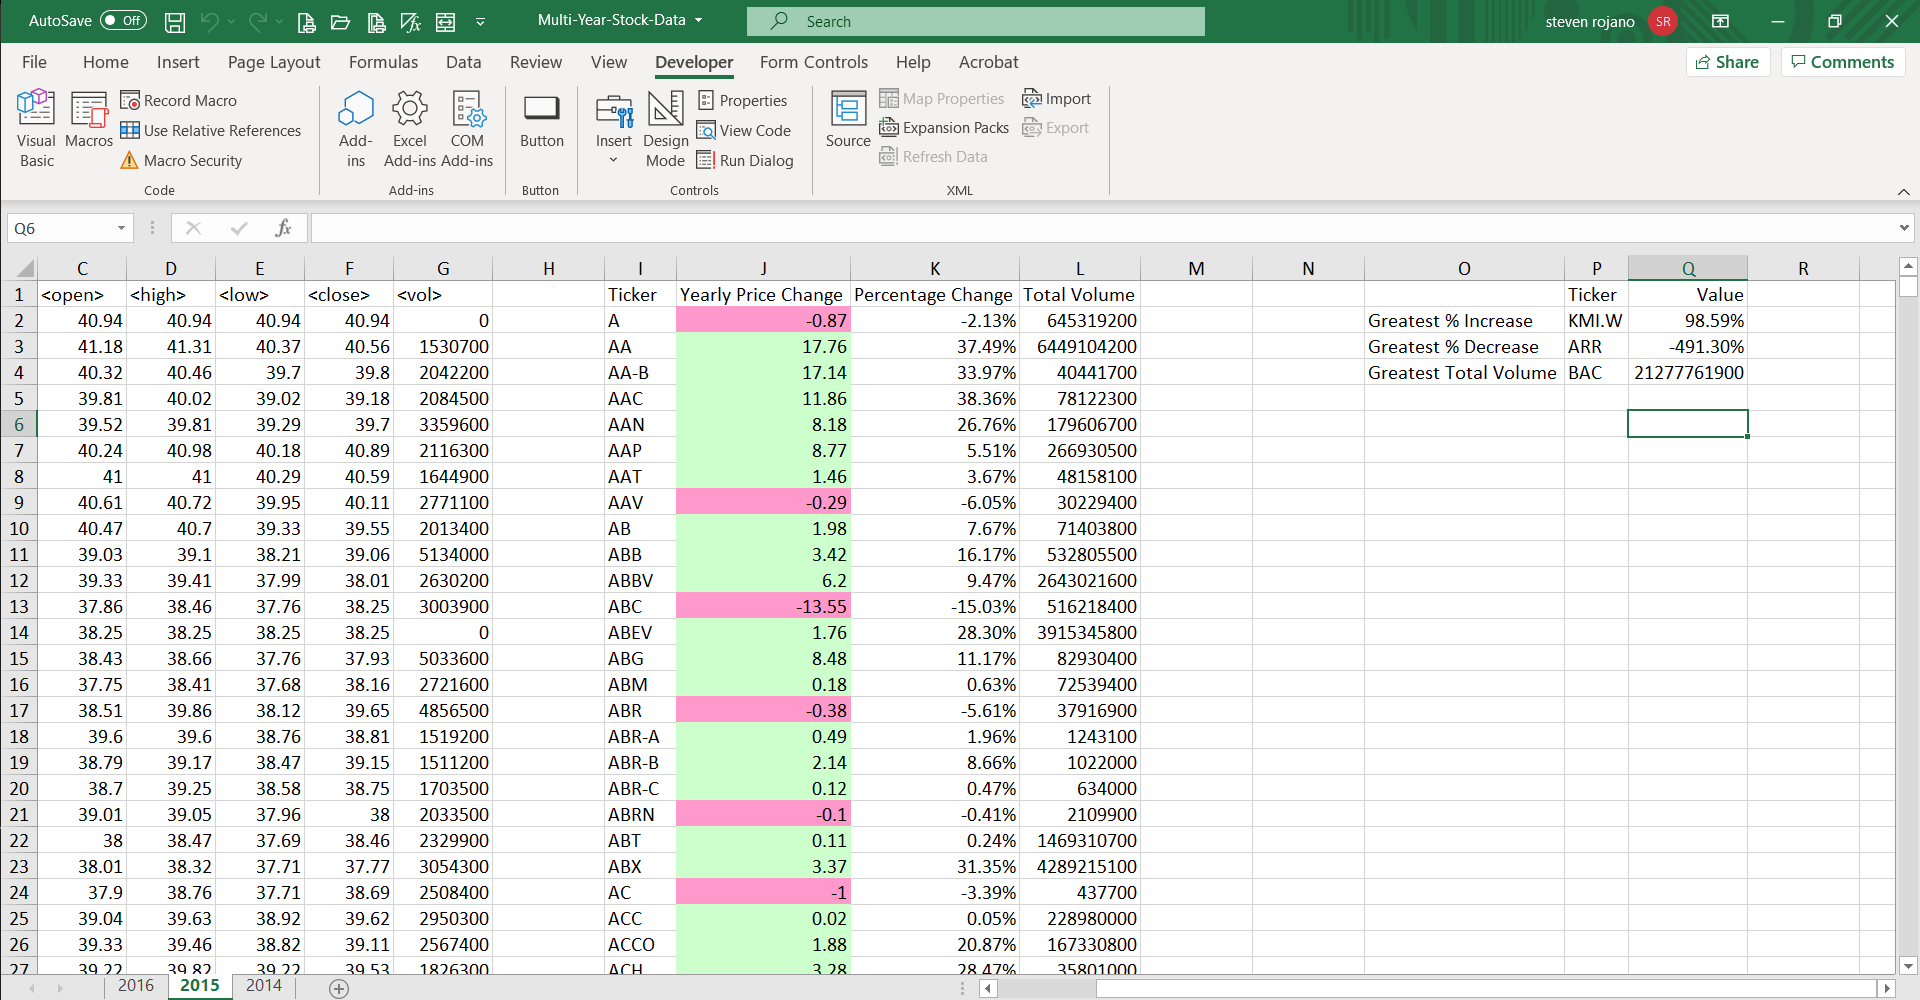 AutoSave Off Multi-Year-Stock-Data Search steven rojano SR
File Home Insert Page Layout Formulas Data Review View Developer Form Controls Help Acrobat Share Comments
Visual Basic
Macros
Record Macro
Use Relative References
Macro Security
Code
Add-ins
Excel Add-ins
COM Add-ins
Add-ins
Button
Button
Insert
Design Mode
Properties
View Code
Run Dialog
Controls
Source
Map Properties
Expansion Packs
Refresh Data
Import
Export
XML
Q6 fx
C D E F G H I J K L M N O P Q R
1 <open> <high> <low> <close> <vol> Ticker Yearly Price Change Percentage Change Total Volume Ticker Value
2 40.94 40.94 40.94 40.94 0 A -0.87 -2.13% 645319200 Greatest % Increase KMI.W 98.59%
3 41.18 41.31 40.37 40.56 1530700 AA 17.76 37.49% 6449104200 Greatest % Decrease ARR -491.30%
4 40.32 40.46 39.7 39.8 2042200 AA-B 17.14 33.97% 40441700 Greatest Total Volume BAC 21277761900
5 39.81 40.02 39.02 39.18 2084500 AAC 11.86 38.36% 78122300
6 39.52 39.81 39.29 39.7 3359600 AAN 8.18 26.76% 179606700
7 40.24 40.98 40.18 40.89 2116300 AAP 8.77 5.51% 266930500
8 41 41 40.29 40.59 1644900 AAT 1.46 3.67% 48158100
9 40.61 40.72 39.95 40.11 2771100 AAV -0.29 -6.05% 30229400
10 40.47 40.7 39.33 39.55 2013400 AB 1.98 7.67% 71403800
11 39.03 39.1 38.21 39.06 5134000 ABB 3.42 16.17% 532805500
12 39.33 39.41 37.99 38.01 2630200 ABBV 6.2 9.47% 2643021600
13 37.86 38.46 37.76 38.25 3003900 ABC -13.55 -15.03% 516218400
14 38.25 38.25 38.25 38.25 0 ABEV 1.76 28.30% 3915345800
15 38.43 38.66 37.76 37.93 5033600 ABG 8.48 11.17% 82930400
16 37.75 38.41 37.68 38.16 2721600 ABM 0.18 0.63% 72539400
17 38.51 39.86 38.12 39.65 4856500 ABR -0.38 -5.61% 37916900
18 39.6 39.6 38.76 38.81 1519200 ABR-A 0.49 1.96% 1243100
19 38.79 39.17 38.47 39.15 1511200 ABR-B 2.14 8.66% 1022000
20 38.7 39.25 38.58 38.75 1703500 ABR-C 0.12 0.47% 634000
21 39.01 39.05 37.96 38 2033500 ABRN -0.1 -0.41% 2109900
22 38 38.47 37.69 38.46 2329900 ABT 0.11 0.24% 1469310700
23 38.01 38.32 37.71 37.77 3054300 ABX 3.37 31.35% 4289215100
24 37.9 38.76 37.71 38.69 2508400 AC -1 -3.39% 437700
25 39.04 39.63 38.92 39.62 2950300 ACC 0.02 0.05% 228980000
26 39.33 39.46 38.82 39.11 2567400 ACCO 1.88 20.87% 167330800
27 39.22 39.82 39.22 39.53 1826300 ACH 3.28 28.47% 35801000
2016 2015 2014